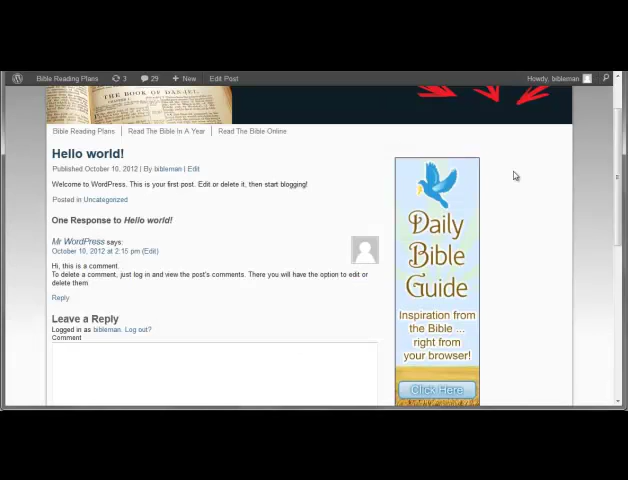 Bible Reading Plans 3 29 + New Edit Post Howdy, bibleman
THE BOOK OF DANIEL
Bible Reading Plans | Read The Bible In A Year | Read The Bible Online
Hello world!
Published October 10, 2012 | By bibleman | Edit
Welcome to WordPress. This is your first post. Edit or delete it, then start blogging!
Posted in Uncategorized
One Response to Hello world!
Mr WordPress says:
October 10, 2012 at 2:15 pm (Edit)
Hi, this is a comment.
To delete a comment, just log in and view the post's comments. There you will have the option to edit or
delete them
Reply
Leave a Reply
Logged in as bibleman. Log out?
Comment
Daily
Bible
Guide
Inspiration from
the Bible ...
right from
your browser!
Click Here